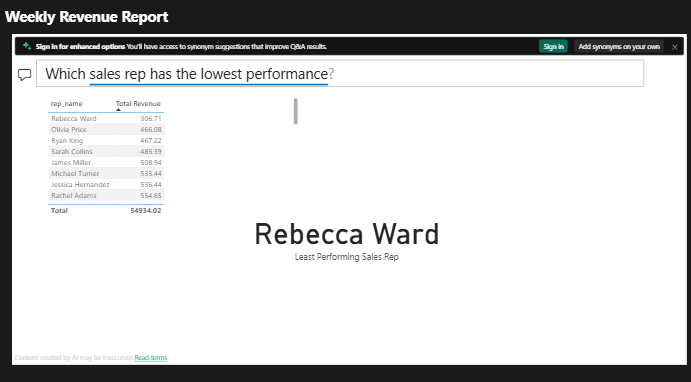 Weekly Revenue Report
Sign in for enhanced options You'll have access to synonym suggestions that improve Q&A results.
Sign in
Add synonyms on your own
Which sales rep has the lowest performance?
rep_name Total Revenue
Rebecca Ward 306.71
Olivia Price 466.08
Ryan King 467.22
Sarah Collins 485.39
James Miller 508.94
Michael Turner 535.44
Jessica Hernandez 536.44
Rachel Adams 554.65
Total 54934.02
Rebecca Ward
Least Performing Sales Rep
Content created by AI may be inaccurate. Read terms